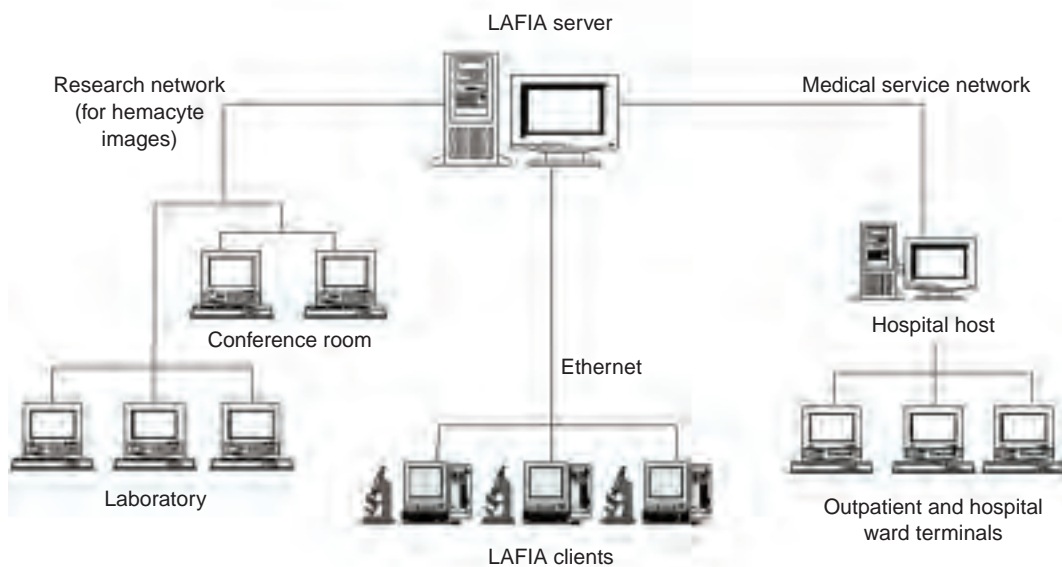 LAFIA server
Research network
(for hemacyte
images)
Medical service network
Conference room
Hospital host
Ethernet
Laboratory
Outpatient and hospital
ward terminals
LAFIA clients